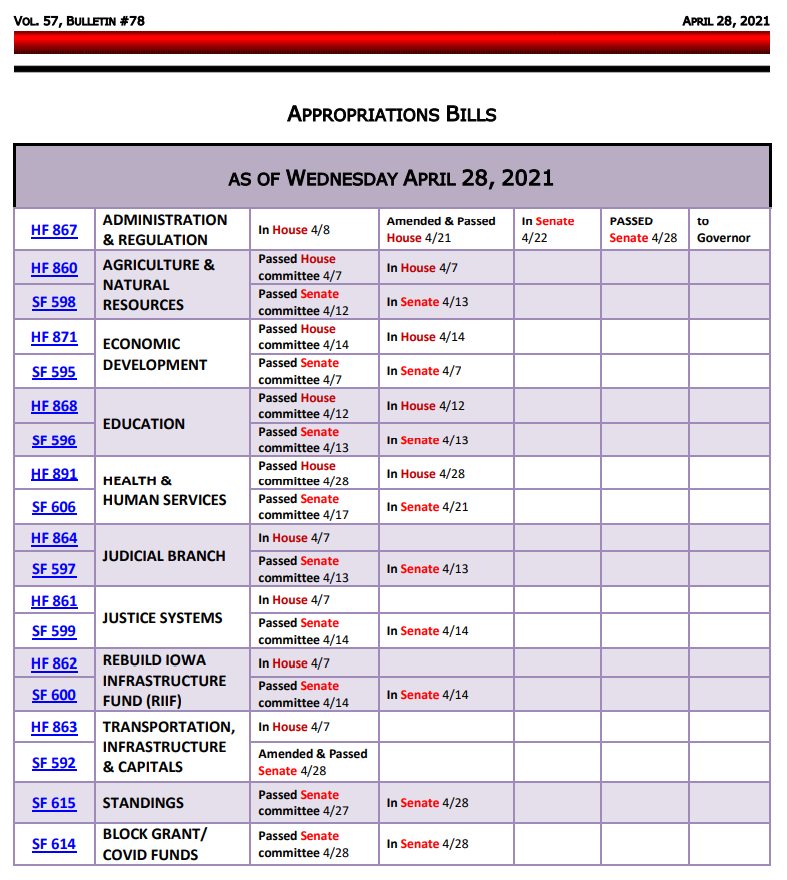 VOL. 57, BULLETIN #78 APRIL 28, 2021
APPROPRIATIONS BILLS
AS OF WEDNESDAY APRIL 28, 2021
HF 867
ADMINISTRATION
& REGULATION
In House 4/8
Amended & Passed
House 4/21
In Senate
4/22
PASSED
Senate 4/28
to
Governor
HF 860
SF 598
AGRICULTURE &
NATURAL
RESOURCES
Passed House
committee 4/7
In House 4/7
Passed Senate
committee 4/12
In Senate 4/13
HF 871
SF 595
ECONOMIC
DEVELOPMENT
Passed House
committee 4/14
In House 4/14
Passed Senate
committee 4/7
In Senate 4/7
HF 868
SF 596
EDUCATION
Passed House
committee 4/12
In House 4/12
Passed Senate
committee 4/13
In Senate 4/13
HF 891
SF 606
HEALTH &
HUMAN SERVICES
Passed House
committee 4/28
In House 4/28
Passed Senate
committee 4/17
In Senate 4/21
HF 864
SF 597
JUDICIAL BRANCH
In House 4/7
Passed Senate
committee 4/13
In Senate 4/13
HF 861
SF 599
JUSTICE SYSTEMS
In House 4/7
Passed Senate
committee 4/14
In Senate 4/14
HF 862
SF 600
REBUILD IOWA
INFRASTRUCTURE
FUND (RIIF)
In House 4/7
Passed Senate
committee 4/14
In Senate 4/14
HF 863
SF 592
TRANSPORTATION,
INFRASTRUCTURE
& CAPITALS
In House 4/7
Amended & Passed
Senate 4/28
SF 615
STANDINGS
Passed Senate
committee 4/27
In Senate 4/28
SF 614
BLOCK GRANT/
COVID FUNDS
Passed Senate
committee 4/28
In Senate 4/28